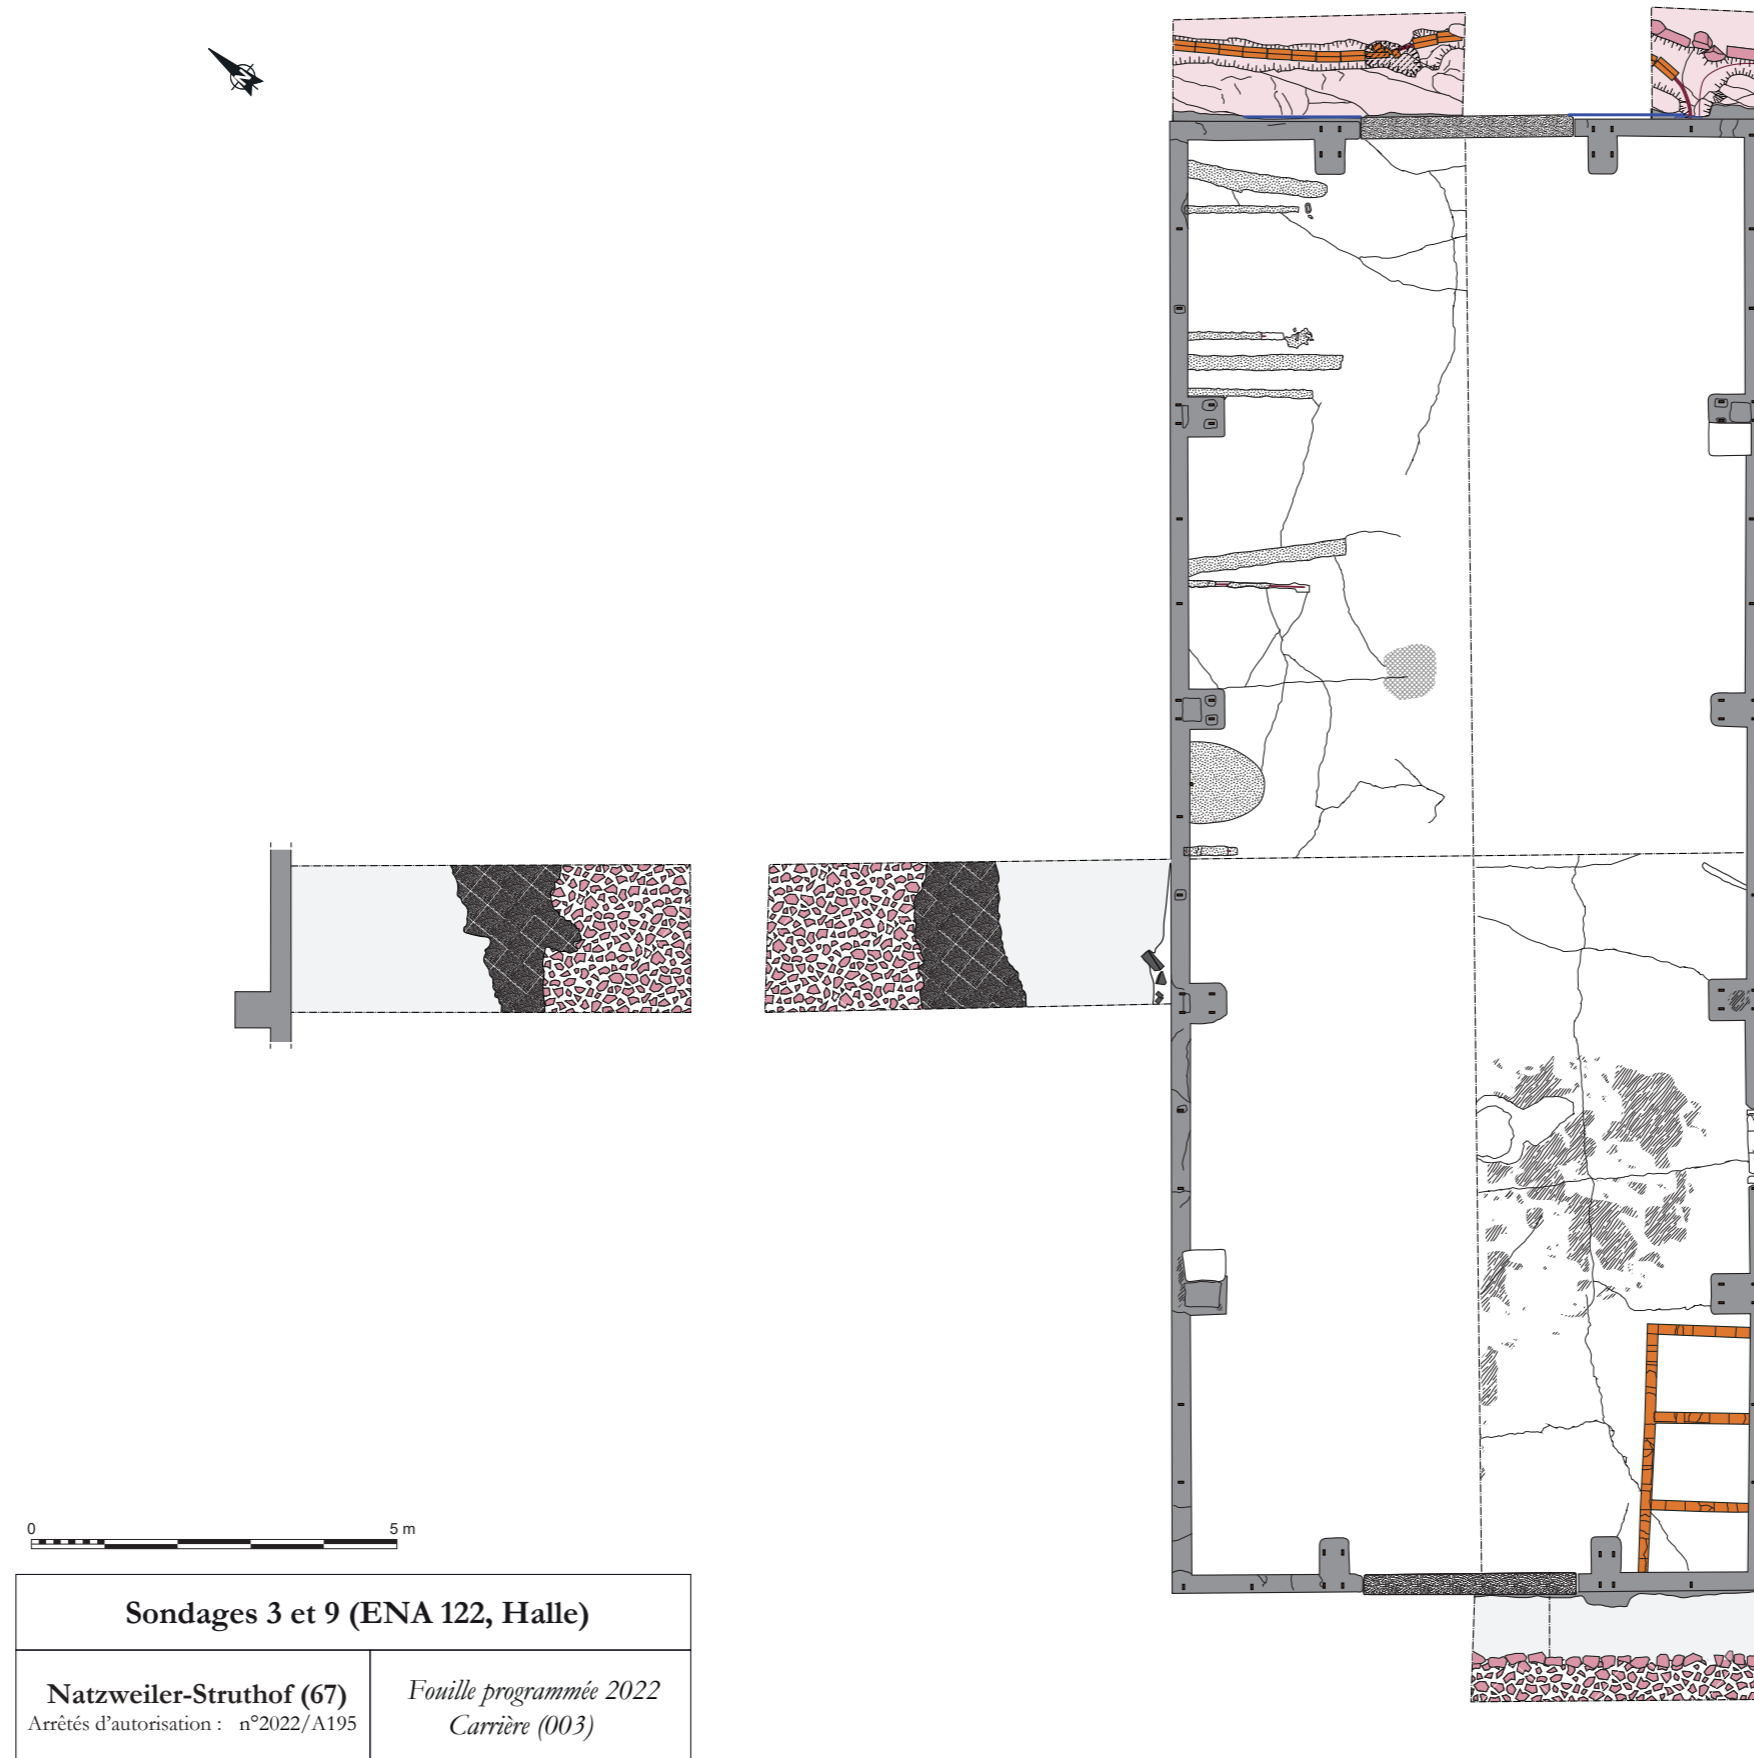 N
0 5 m
Sondages 3 et 9 (ENA 122, Halle)
Natzweiler-Struthof (67)
Arrêtés d'autorisation : n°2022/A195
Fouille programmée 2022
Carrière (003)